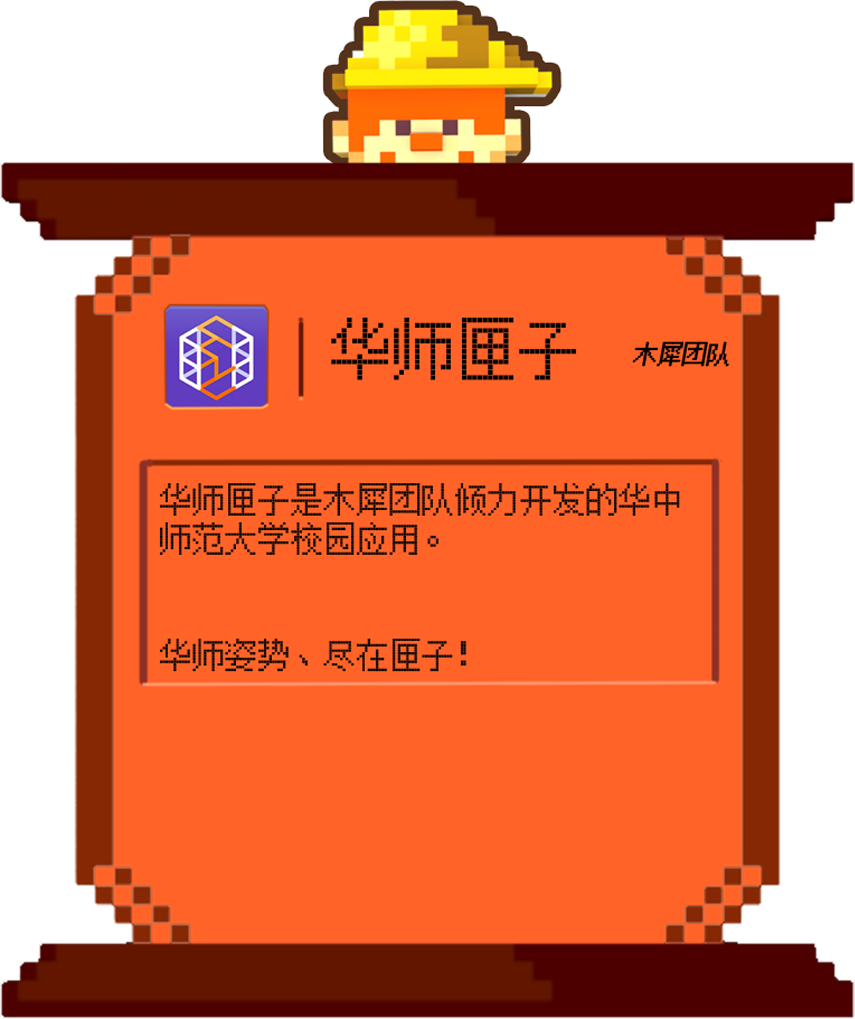 华师匣子
木犀团队
华师匣子是木犀团队倾力开发的华中
师范大学校园应用。
华师姿势、尽在匣子!